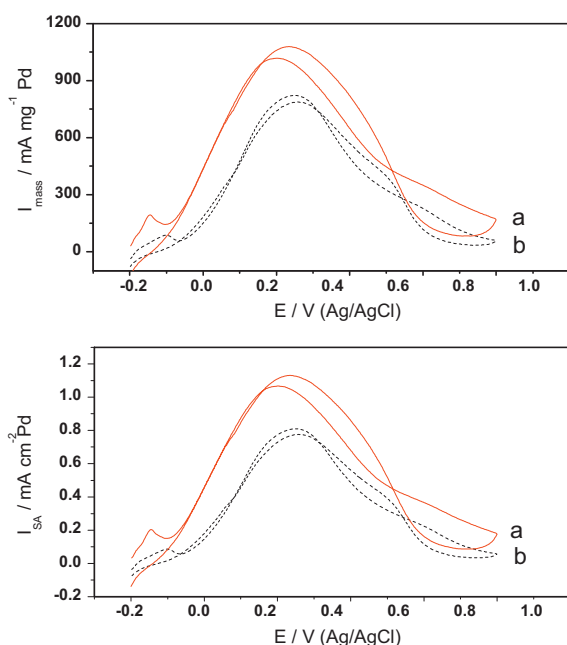 1200
900
600
300
0
I_mass / mA mg⁻¹ Pd
a
b
-0.2 0.0 0.2 0.4 0.6 0.8 1.0
E / V (Ag/AgCl)
1.2
1.0
0.8
0.6
0.4
0.2
0.0
-0.2
I_SA / mA cm⁻² Pd
a
b
-0.2 0.0 0.2 0.4 0.6 0.8 1.0
E / V (Ag/AgCl)